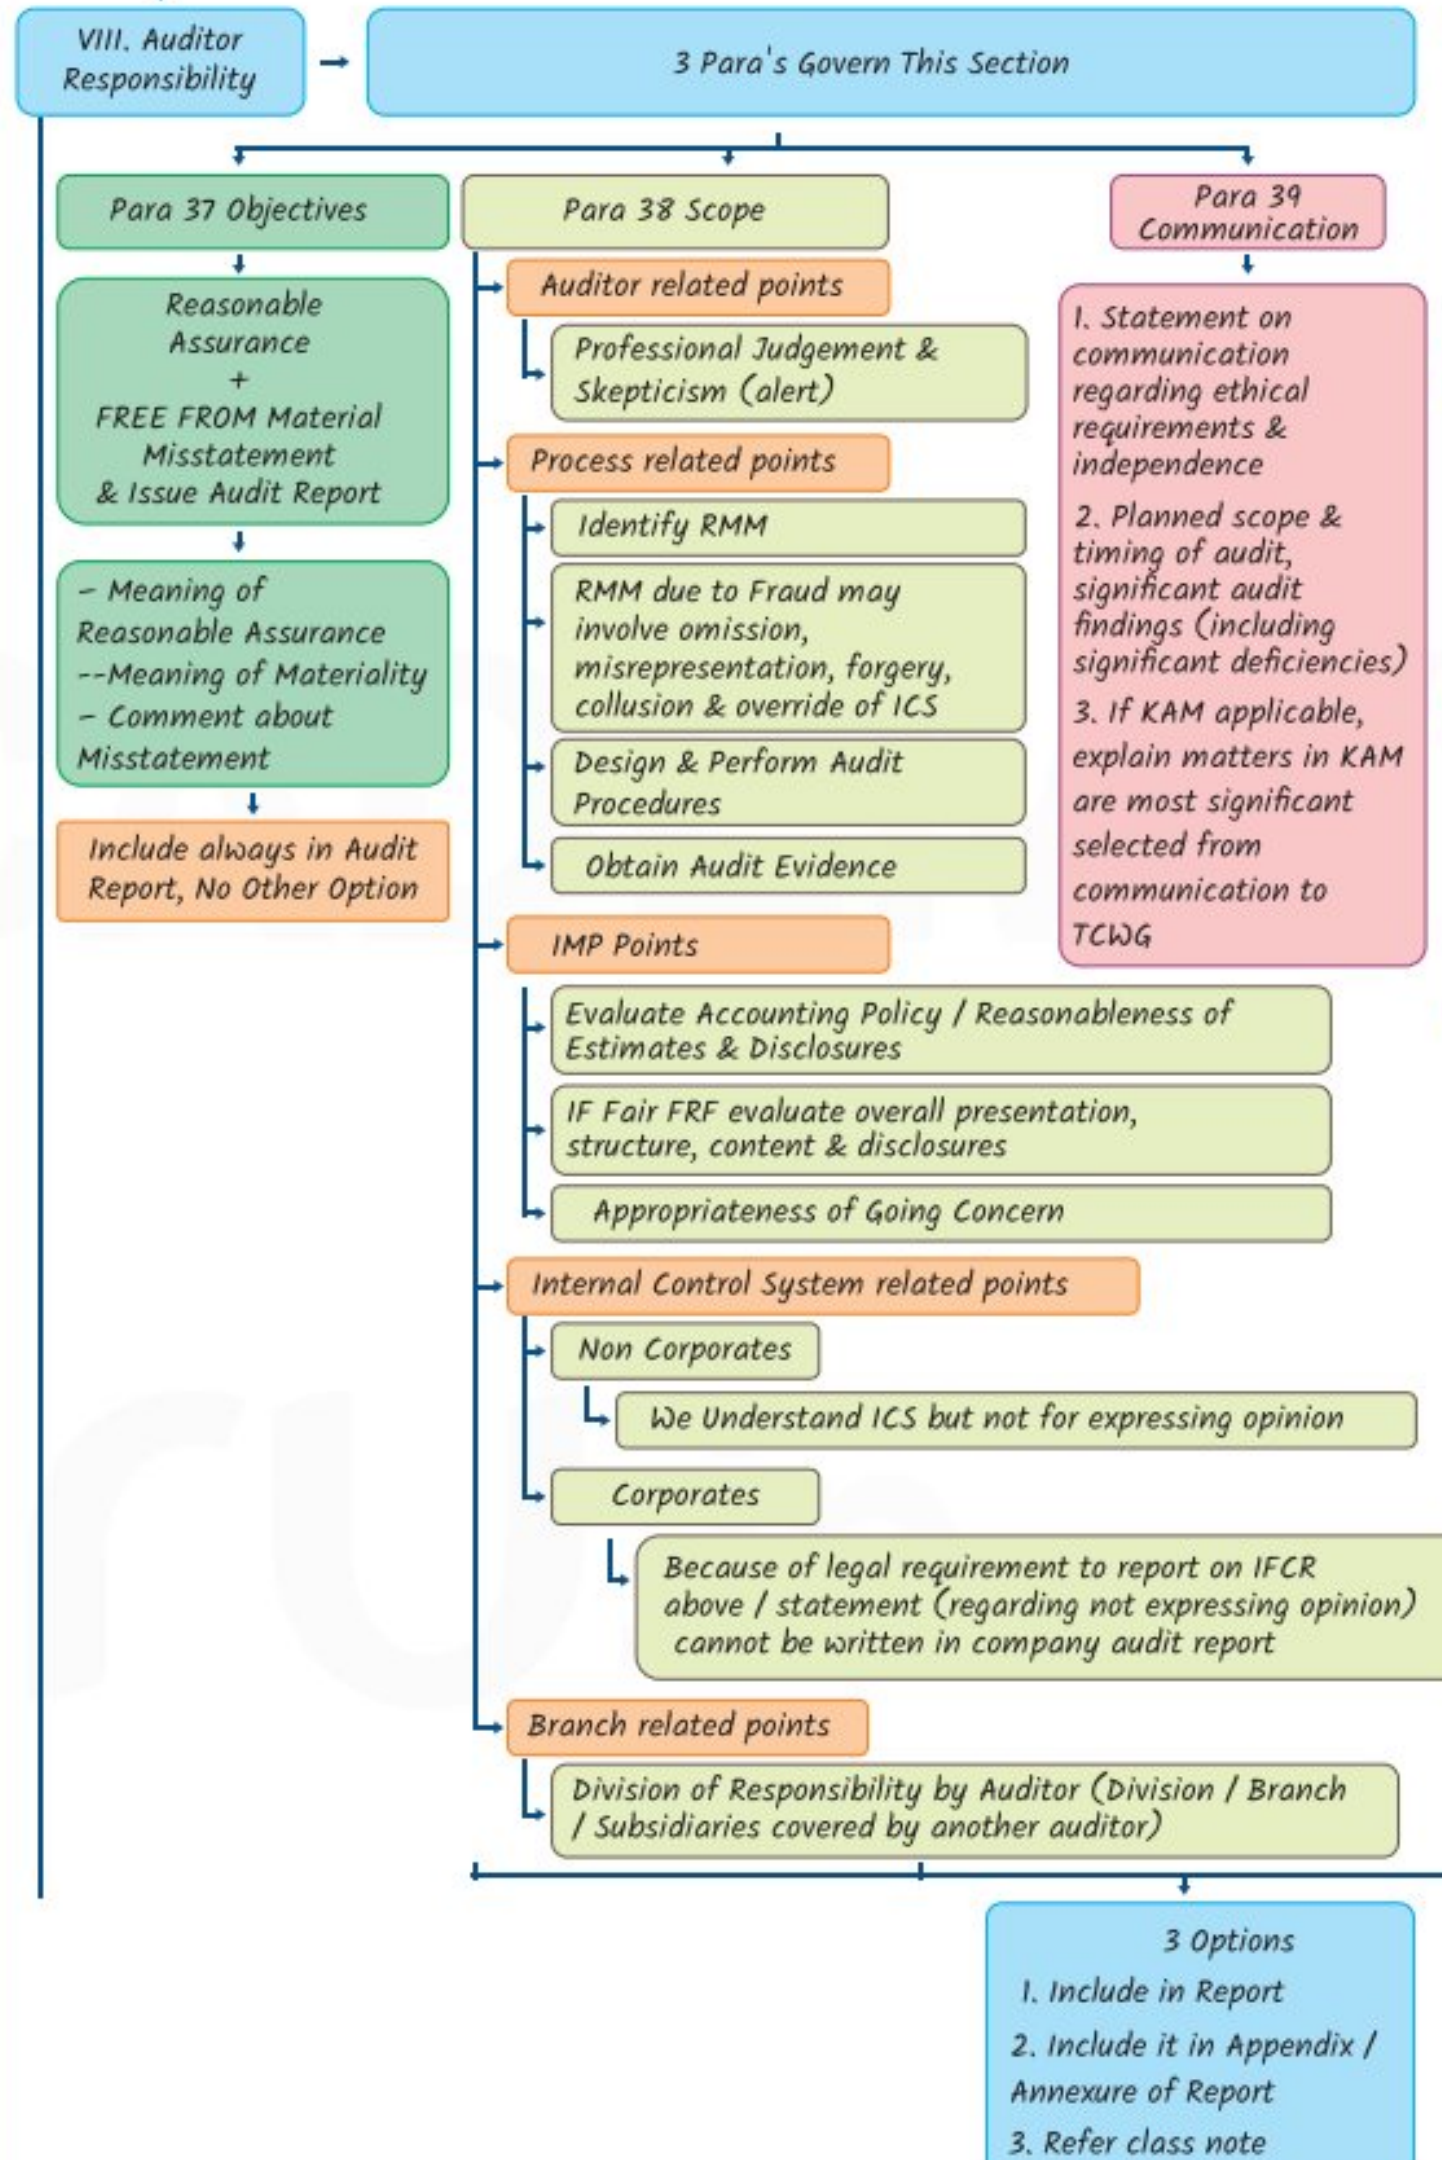 VIII. Auditor
Responsibility
3 Para's Govern This Section
Para 37 Objectives
Reasonable
Assurance
+
FREE FROM Material
Misstatement
& Issue Audit Report
– Meaning of
Reasonable Assurance
--Meaning of Materiality
– Comment about
Misstatement
Include always in Audit
Report, No Other Option
Para 38 Scope
Auditor related points
Professional Judgement &
Skepticism (alert)
Process related points
Identify RMM
RMM due to Fraud may
involve omission,
misrepresentation, forgery,
collusion & override of ICS
Design & Perform Audit
Procedures
Obtain Audit Evidence
IMP Points
Evaluate Accounting Policy / Reasonableness of
Estimates & Disclosures
IF Fair FRF evaluate overall presentation,
structure, content & disclosures
Appropriateness of Going Concern
Internal Control System related points
Non Corporates
We Understand ICS but not for expressing opinion
Corporates
Because of legal requirement to report on IFCR
above / statement (regarding not expressing opinion)
cannot be written in company audit report
Branch related points
Division of Responsibility by Auditor (Division / Branch
/ Subsidiaries covered by another auditor)
Para 39
Communication
1. Statement on
communication
regarding ethical
requirements &
independence
2. Planned scope &
timing of audit,
significant audit
findings (including
significant deficiencies)
3. If KAM applicable,
explain matters in KAM
are most significant
selected from
communication to
TCWG
3 Options
1. Include in Report
2. Include it in Appendix /
Annexure of Report
3. Refer class note